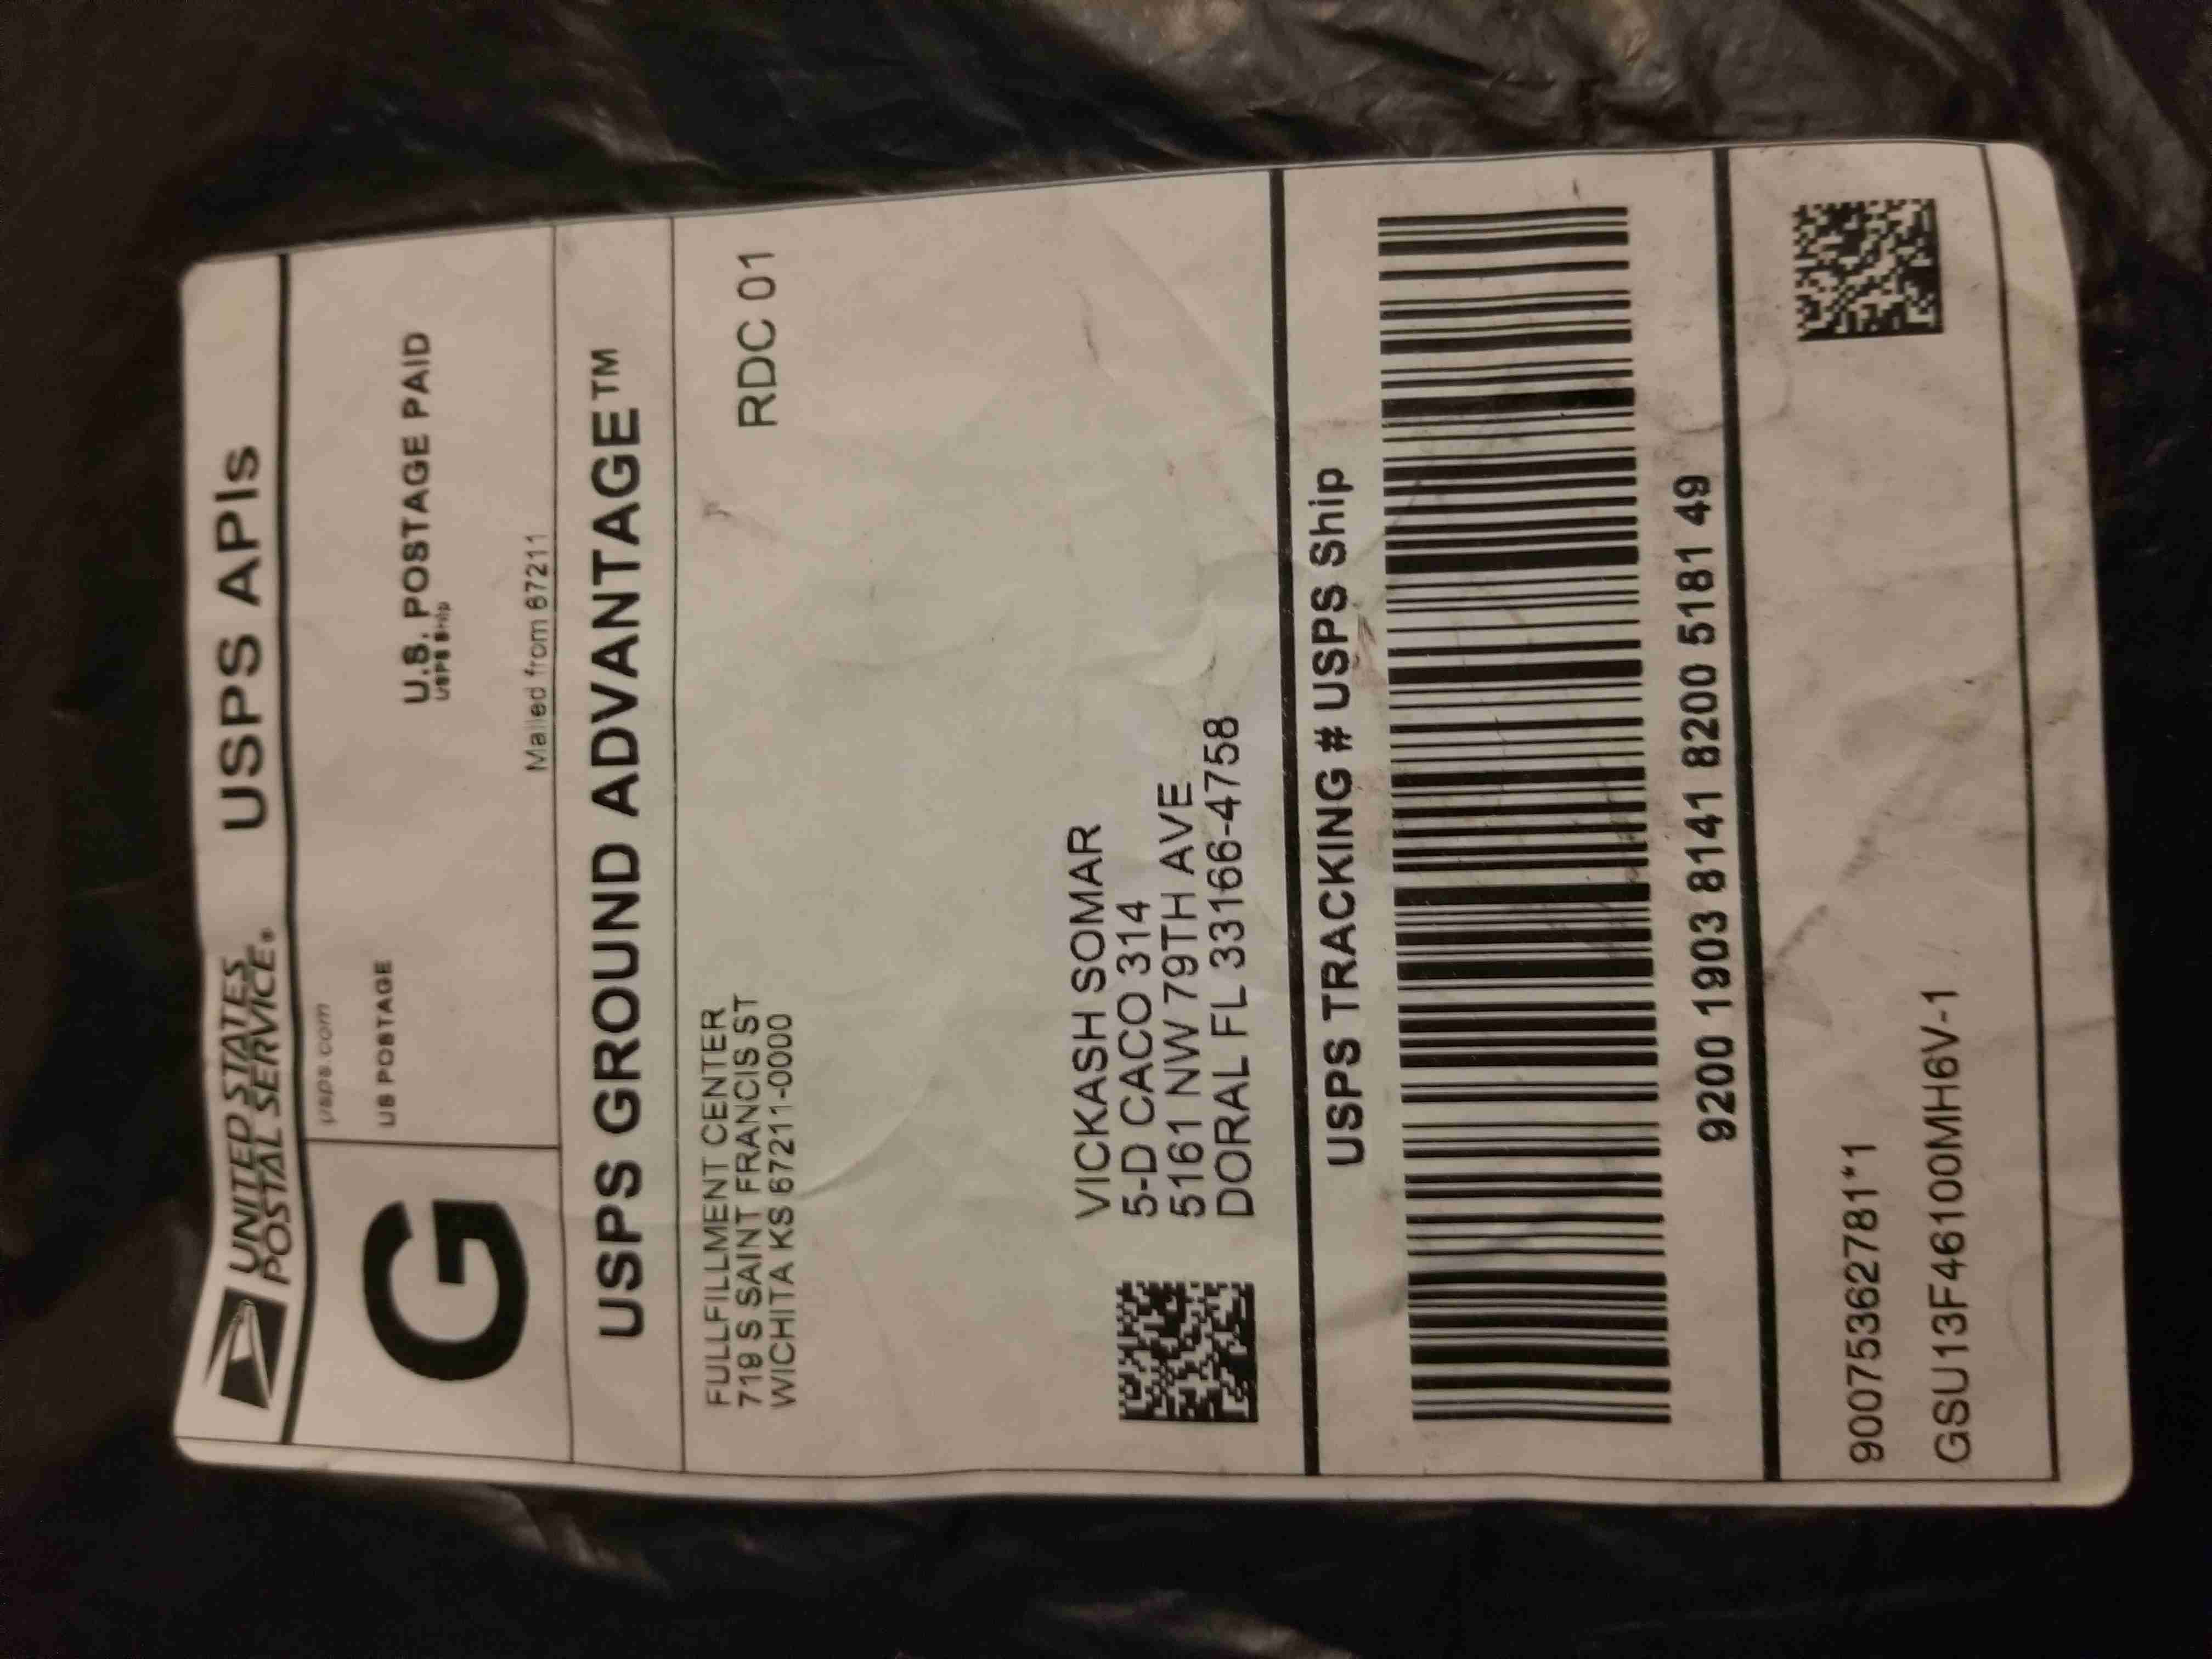 UNITED STATES
POSTAL SERVICE®
USPS APIs
G
usps.com
US POSTAGE
U.S. POSTAGE PAID
USPS Ship
Mailed from 67211
USPS GROUND ADVANTAGE™
FULLFILLLMENT CENTER
719 S SAINT FRANCIS ST
WICHITA KS 67211-0000
RDC 01
VICKASH SOMAR
5-D CACO 314
5161 NW 79TH AVE
DORAL FL 33166-4758
USPS TRACKING # USPS Ship
9200 1903 8141 8200 5181 49
90075362781*1
GSU13F46100MH6V-1